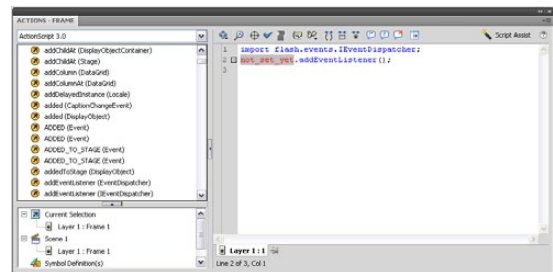 ACTIONS - FRAME
ActionScript 3.0
Script Assist
addChildAt (DisplayObjectContainer)
addChildAt (Stage)
addColumn (DataGrid)
addColumnAt (DataGrid)
addDelayedInstance (Locale)
added (CaptionChangeEvent)
added (DisplayObject)
ADDED (Event)
ADDED (Event)
ADDED_TO_STAGE (Event)
ADDED_TO_STAGE (Event)
addedToStage (DisplayObject)
addEventListener (EventDispatcher)
addEventListener (IEventDispatcher)
1 import flash.events.IEventDispatcher;
2 not_set_yet.addEventListener();
3
Current Selection
Layer 1 : Frame 1
Scene 1
Layer 1 : Frame 1
Symbol Definition(s)
Layer 1 : 1
Line 2 of 3, Col 1